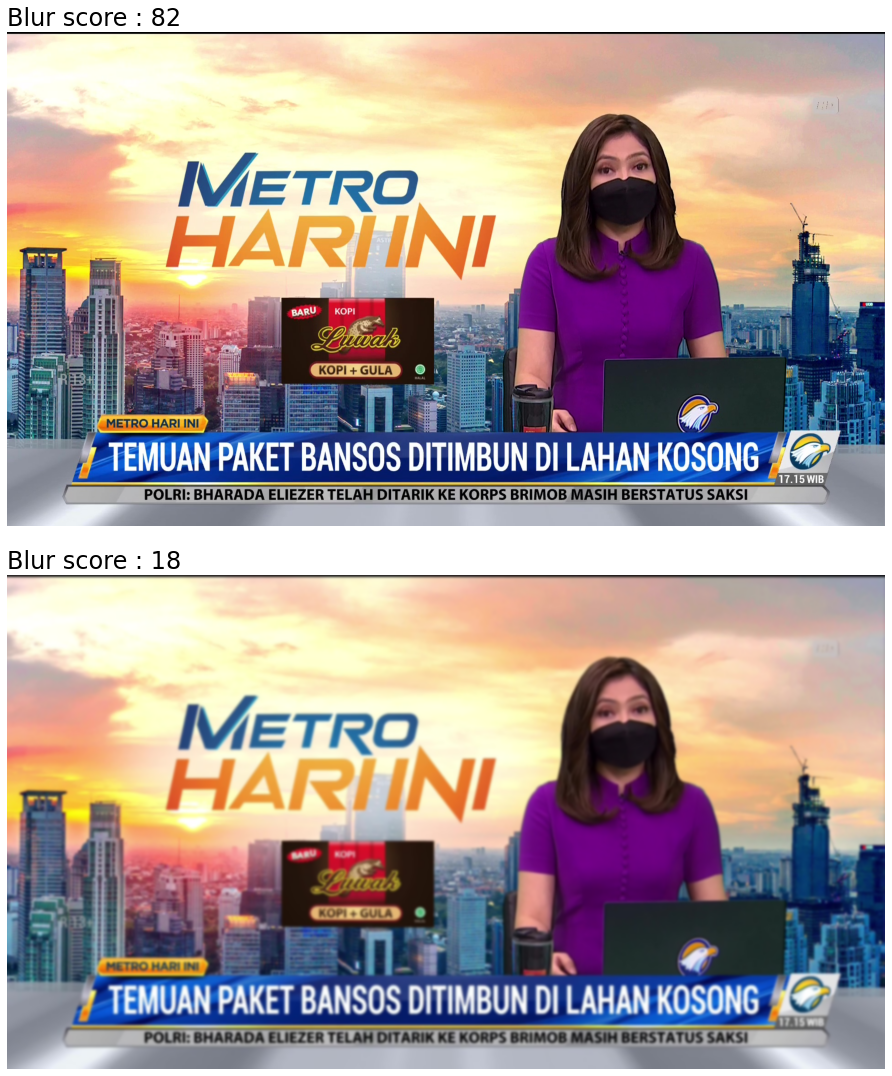 Blur score : 82
METRO
HARI INI
BARU
KOPI
Luwak
KOPI + GULA
METRO HARI INI
TEMUAN PAKET BANSOS DITIMBUN DI LAHAN KOSONG
17.15 WIB
POLRI: BHARADA ELIEZER TELAH DITARIK KE KORPS BRIMOB MASIH BERSTATUS SAKSI
Blur score : 18
METRO
HARI INI
BARU
KOPI
Luwak
KOPI + GULA
METRO HARI INI
TEMUAN PAKET BANSOS DITIMBUN DI LAHAN KOSONG
17.15 WIB
POLRI: BHARADA ELIEZER TELAH DITARIK KE KORPS BRIMOB MASIH BERSTATUS SAKSI